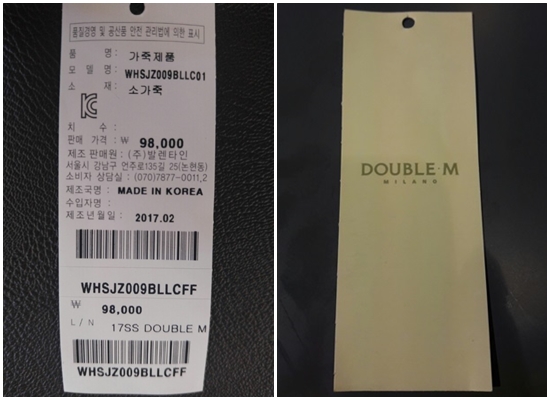 품질경영 및 공산품 안전 관리법에 의한 표시
품 명: 가죽제품
모 델 명: WHSJZ009BLLC01
소 재: 소가죽
치 수 :
판매 가격 : ₩ 98,000
제조 판매원 : (주)발렌타인
서울시 강남구 언주로135길 25(논현동)
소비자 상담실 : (070)7877-0011,2
제조국명 : MADE IN KOREA
수입자명 :
제조년월일 : 2017.02
WHSJZ009BLLCFF
₩ 98,000
L/N 17SS DOUBLE M
WHSJZ009BLLCFF
DOUBLE·M
MILANO